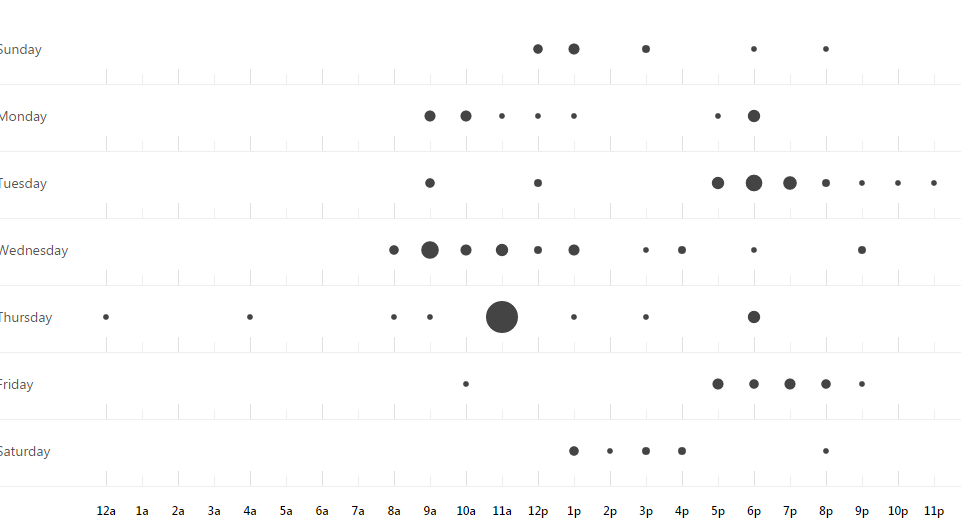 Sunday
Monday
Tuesday
Wednesday
Thursday
Friday
Saturday
12a 1a 2a 3a 4a 5a 6a 7a 8a 9a 10a 11a 12p 1p 2p 3p 4p 5p 6p 7p 8p 9p 10p 11p